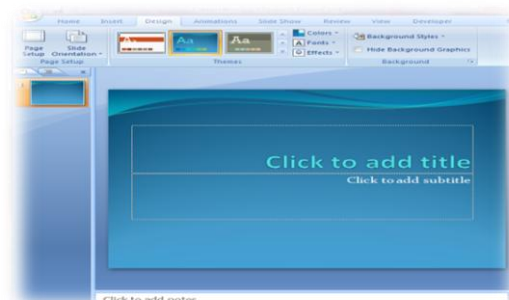 Home Insert Design Animations Slide Show Review View Developer
Page Setup Slide Orientation Aa Aa Aa Colors Fonts Effects Background Styles Hide Background Graphics
Page Setup Themes Background
Click to add title
Click to add subtitle
Click to add notes